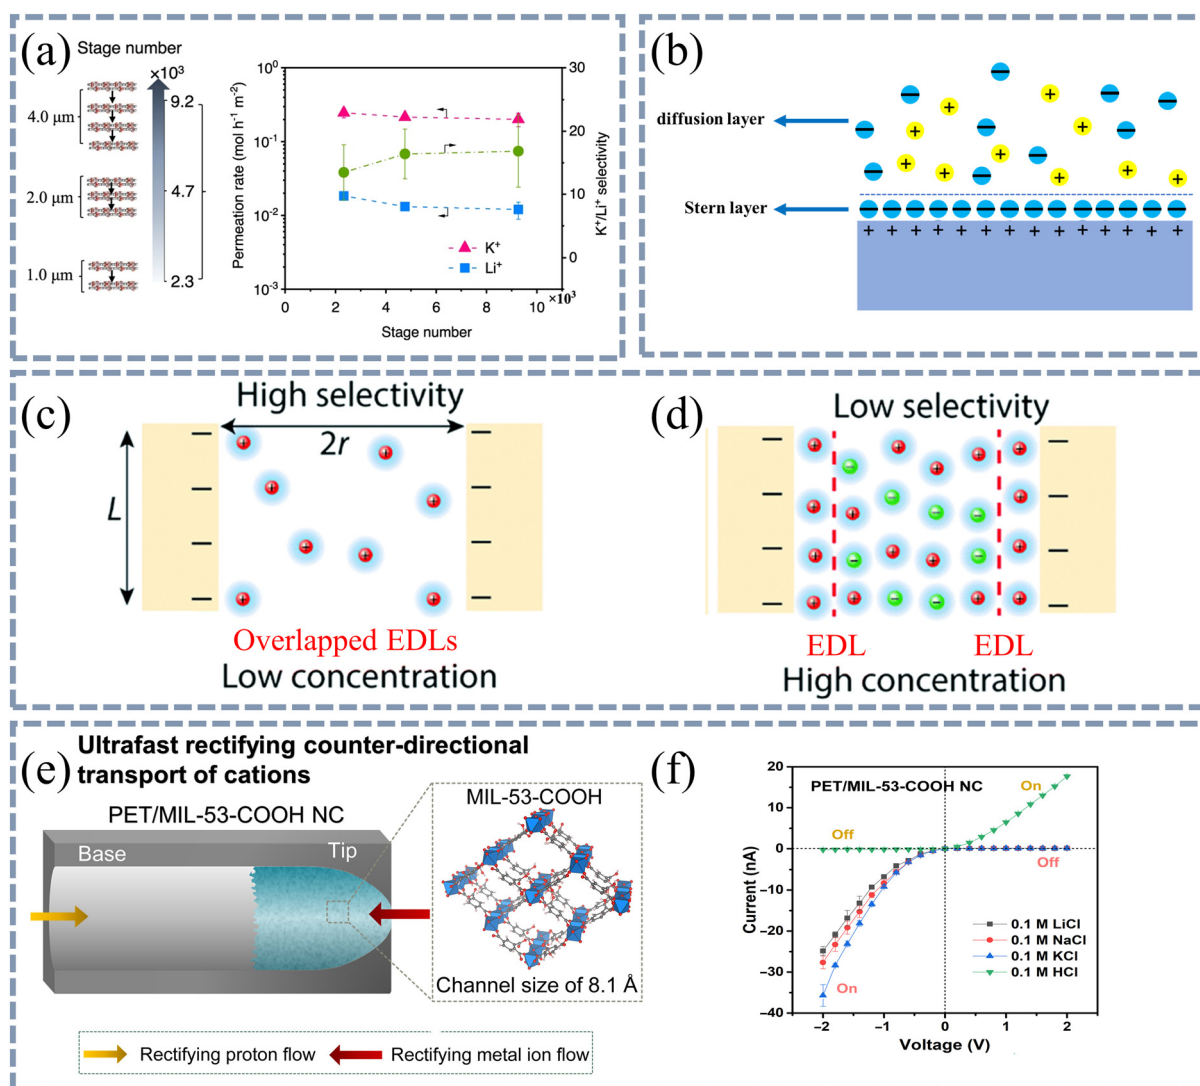 (a)
Stage number
×10³
4.0 μm
2.0 μm
1.0 μm
9.2
4.7
2.3
Permeation rate (mol h⁻¹ m⁻²)
10⁰
10⁻¹
10⁻²
10⁻³
30
20
10
0
K⁺/Li⁺ selectivity
K⁺
Li⁺
0 2 4 6 8 10 ×10³
Stage number
(b)
diffusion layer
Stern layer
(c)
High selectivity
2r
L
Overlapped EDLs
Low concentration
(d)
Low selectivity
EDL EDL
High concentration
(e)
Ultrafast rectifying counter-directional
transport of cations
PET/MIL-53-COOH NC
Base
Tip
MIL-53-COOH
Channel size of 8.1 Å
Rectifying proton flow
Rectifying metal ion flow
(f)
PET/MIL-53-COOH NC
Current (nA)
20
10
0
−10
−20
−30
−40
On
Off
Off
On
0.1 M LiCl
0.1 M NaCl
0.1 M KCl
0.1 M HCl
−2 −1 0 1 2
Voltage (V)